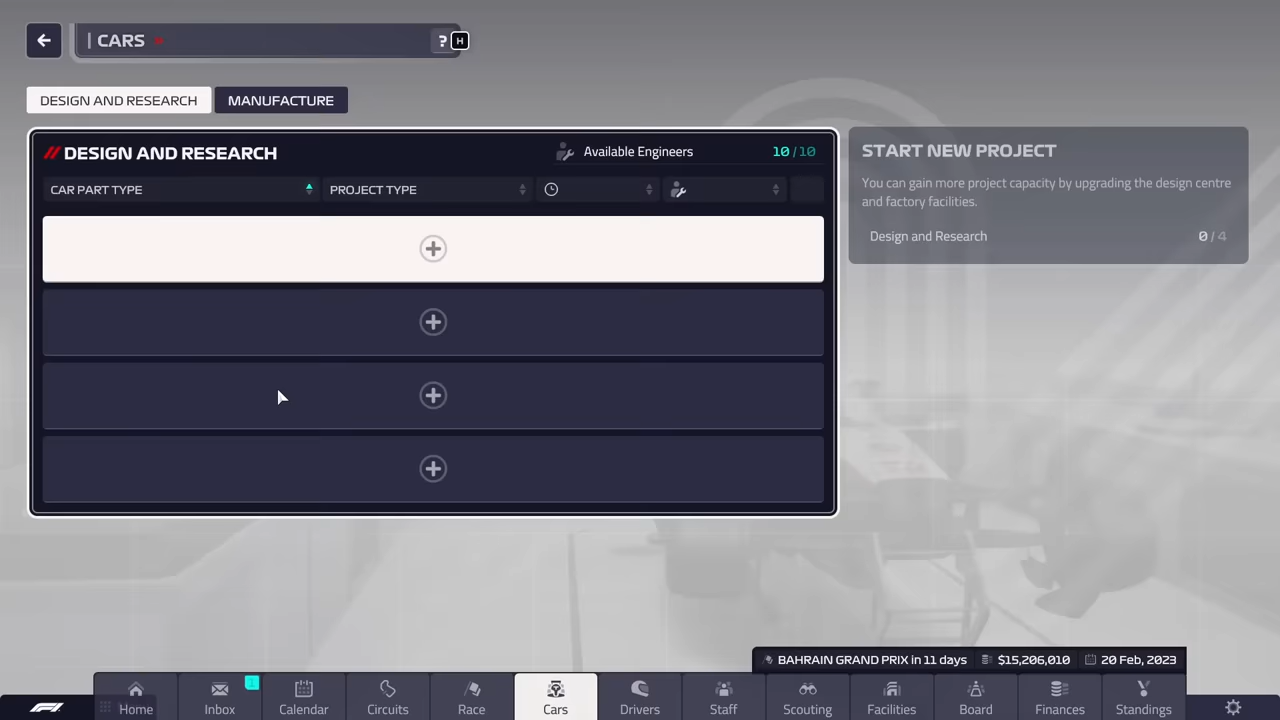 CARS
? H
DESIGN AND RESEARCH
MANUFACTURE
DESIGN AND RESEARCH
Available Engineers
10 / 10
CAR PART TYPE
PROJECT TYPE
START NEW PROJECT
You can gain more project capacity by upgrading the design centre
and factory facilities.
Design and Research
0 / 4
BAHRAIN GRAND PRIX in 11 days
$15,206,010
20 Feb, 2023
F1
Home
Inbox
1
Calendar
Circuits
Race
Cars
Drivers
Staff
Scouting
Facilities
Board
Finances
Standings